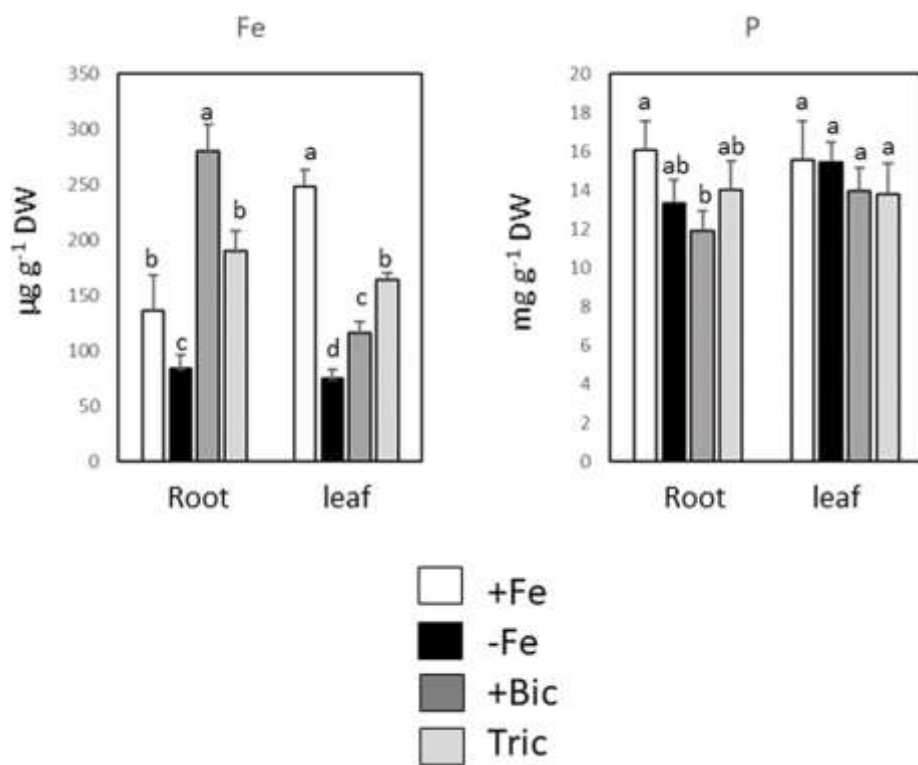 Fe
350
300
250
200
150
100
50
0
µg g⁻¹ DW
b
c
a
b
a
d
c
b
Root leaf
P
20
18
16
14
12
10
8
6
4
2
0
mg g⁻¹ DW
a
ab
b
ab
a
a
a
a
Root leaf
+Fe
-Fe
+Bic
Tric